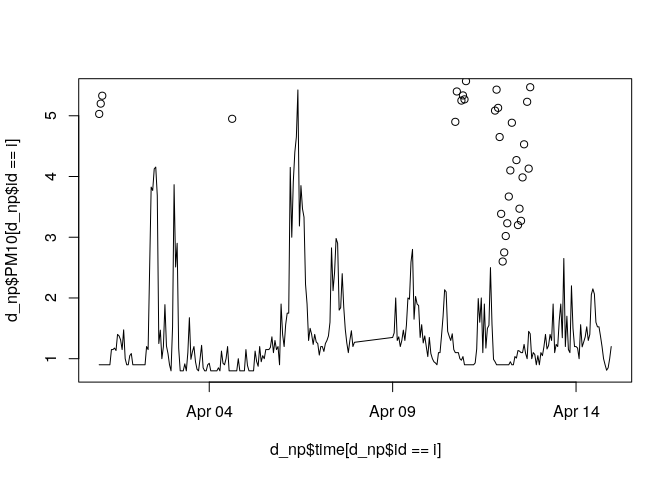 d_np$PM10[d_np$id == i]
5
4
3
2
1
Apr 04 Apr 09 Apr 14
d_np$time[d_np$id == i]